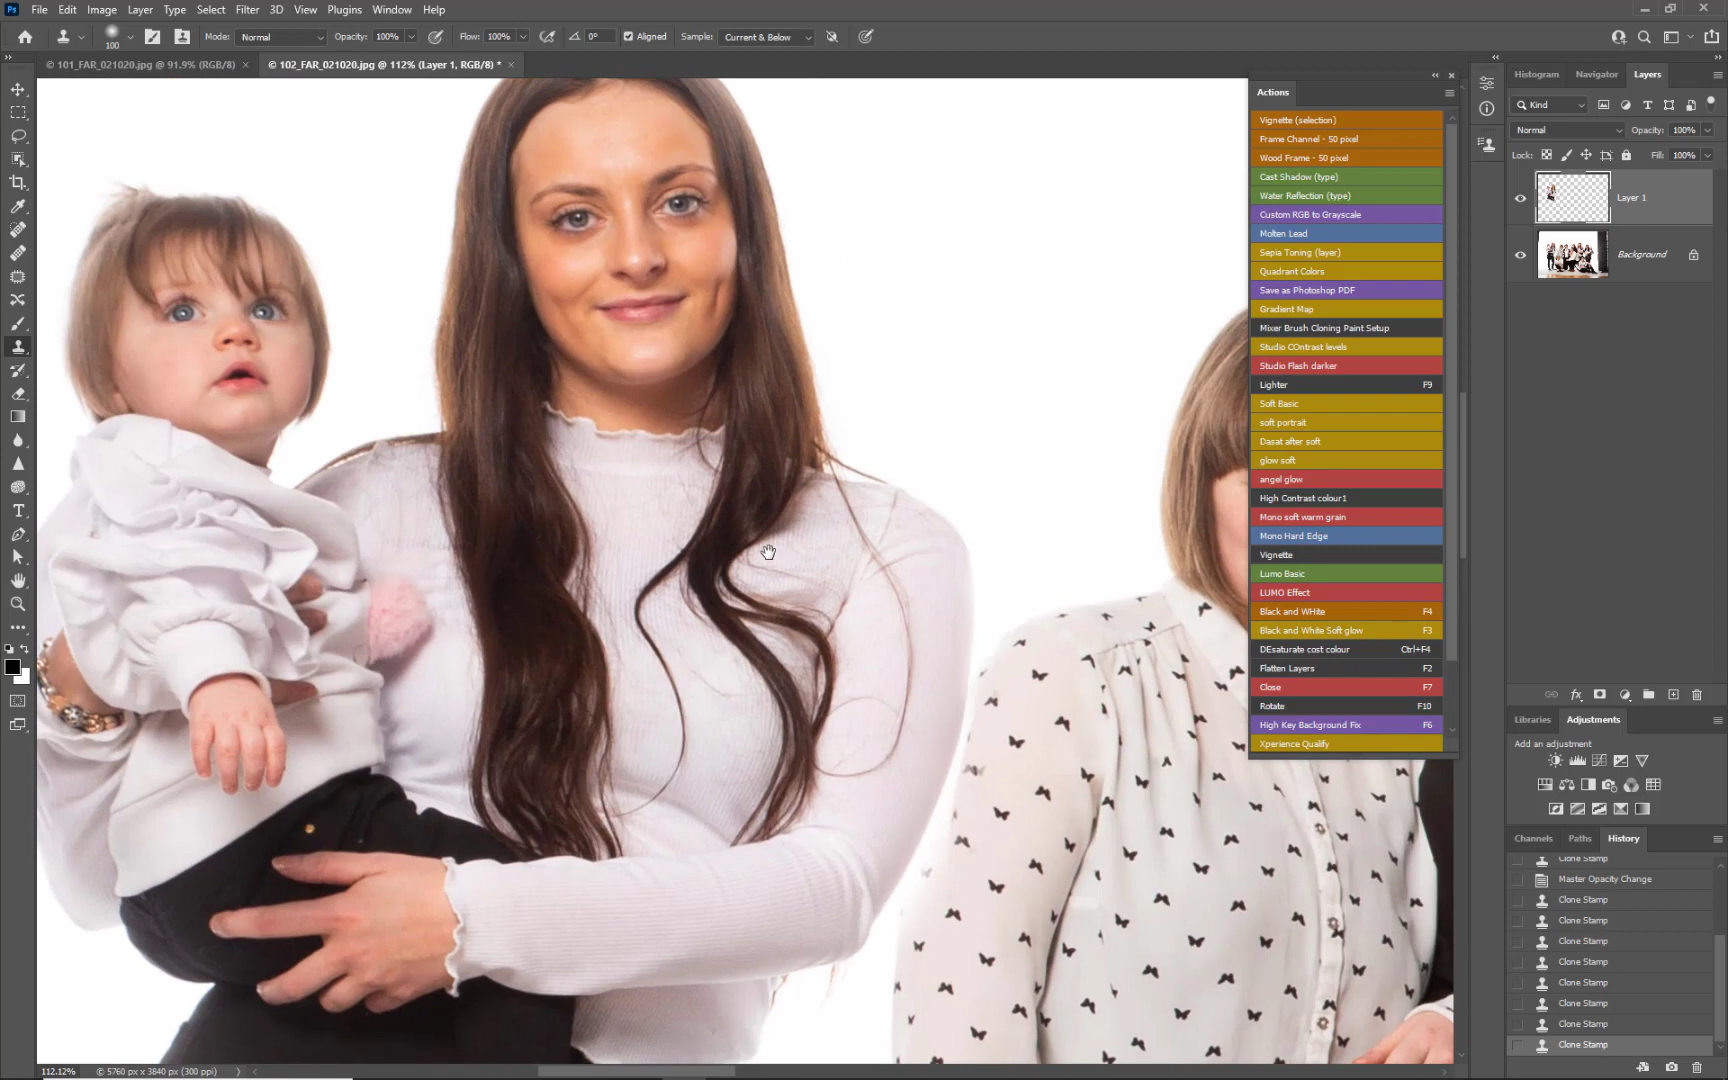 Ps File Edit Image Layer Type Select Filter 3D View Plugins Window Help
100 Mode: Normal Opacity: 100% Flow: 100% 0° Aligned Sample: Current & Below
© 101_FAR_021020.jpg @ 91.9% (RGB/8) × © 102_FAR_021020.jpg @ 112% (Layer 1, RGB/8) * ×
Actions
Vignette (selection)
Frame Channel - 50 pixel
Wood Frame - 50 pixel
Cast Shadow (type)
Water Reflection (type)
Custom RGB to Grayscale
Molten Lead
Sepia Toning (layer)
Quadrant Colors
Save as Photoshop PDF
Gradient Map
Mixer Brush Cloning Paint Setup
Studio COntrast levels
Studio Flash darker
Lighter F9
Soft Basic
soft portrait
Dasat after soft
glow soft
angel glow
High Contrast colour1
Mono soft warm grain
Mono Hard Edge
Vignette
Lumo Basic
LUMO Effect
Black and WHite F4
Black and White Soft glow F3
DEsaturate cost colour Ctrl+F4
Flatten Layers F2
Close F7
Rotate F10
High Key Background Fix F6
Xperience Qualify
Histogram Navigator Layers
Kind
Normal Opacity: 100%
Lock: Fill: 100%
Layer 1
Background
Libraries Adjustments
Add an adjustment
Channels Paths History
Clone Stamp
Master Opacity Change
Clone Stamp
Clone Stamp
Clone Stamp
Clone Stamp
Clone Stamp
Clone Stamp
Clone Stamp
Clone Stamp
112.12% © 5760 px x 3840 px (300 ppi)